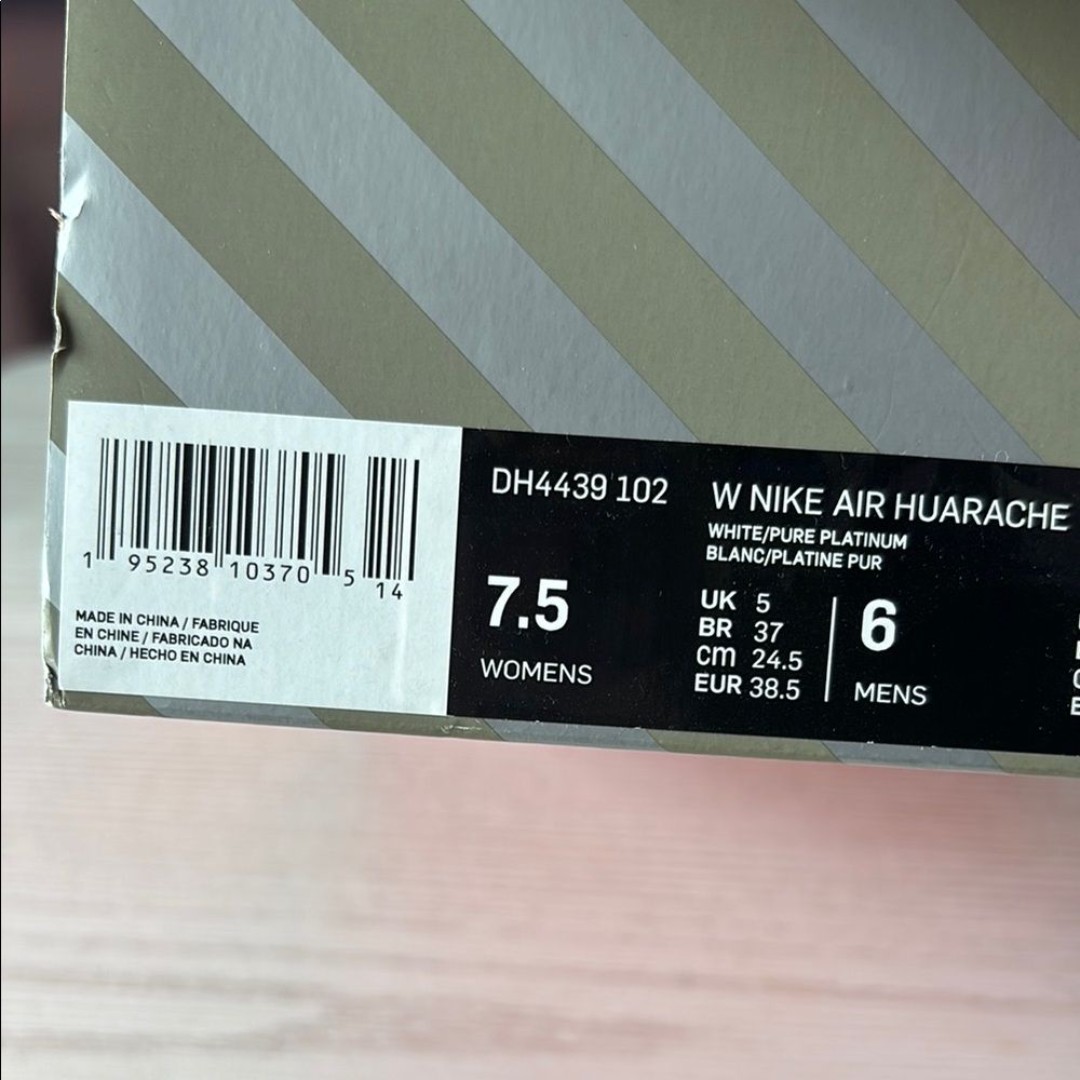 1 95238 10370 5 14
MADE IN CHINA / FABRIQUE
EN CHINE / FABRICADO NA
CHINA / HECHO EN CHINA
DH4439 102
7.5
WOMENS
W NIKE AIR HUARACHE
WHITE/PURE PLATINUM
BLANC/PLATINE PUR
UK 5
BR 37
cm 24.5
EUR 38.5
6
MENS